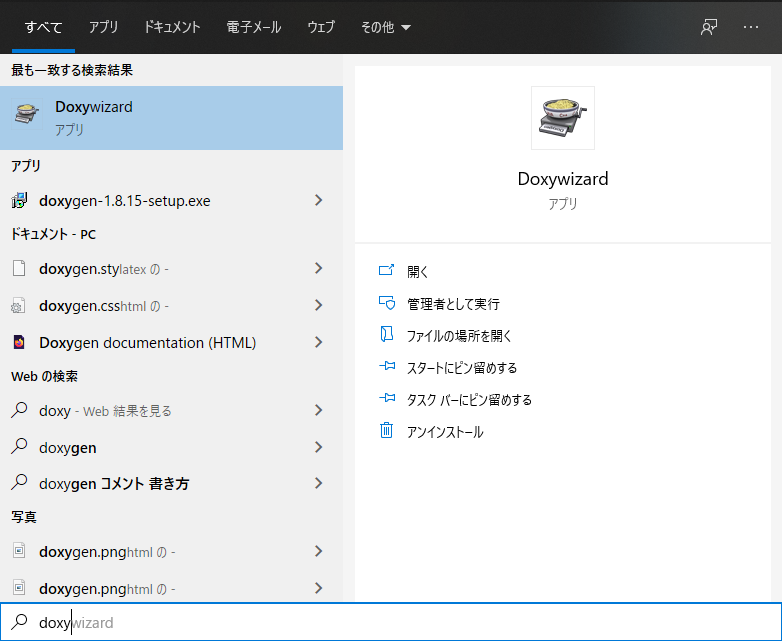 すべて アプリ ドキュメント 電子メール ウェブ その他
最も一致する検索結果
Doxywizard
アプリ
アプリ
doxygen-1.8.15-setup.exe
ドキュメント - PC
doxygen.stylatex の -
doxygen.csshtml の -
Doxygen documentation (HTML)
Web の検索
doxy - Web 結果を見る
doxygen
doxygen コメント 書き方
写真
doxygen.pnghtml の -
doxygen.pnghtml の -
doxywizard
Doxywizard
アプリ
開く
管理者として実行
ファイルの場所を開く
スタートにピン留めする
タスク バーにピン留めする
アンインストール